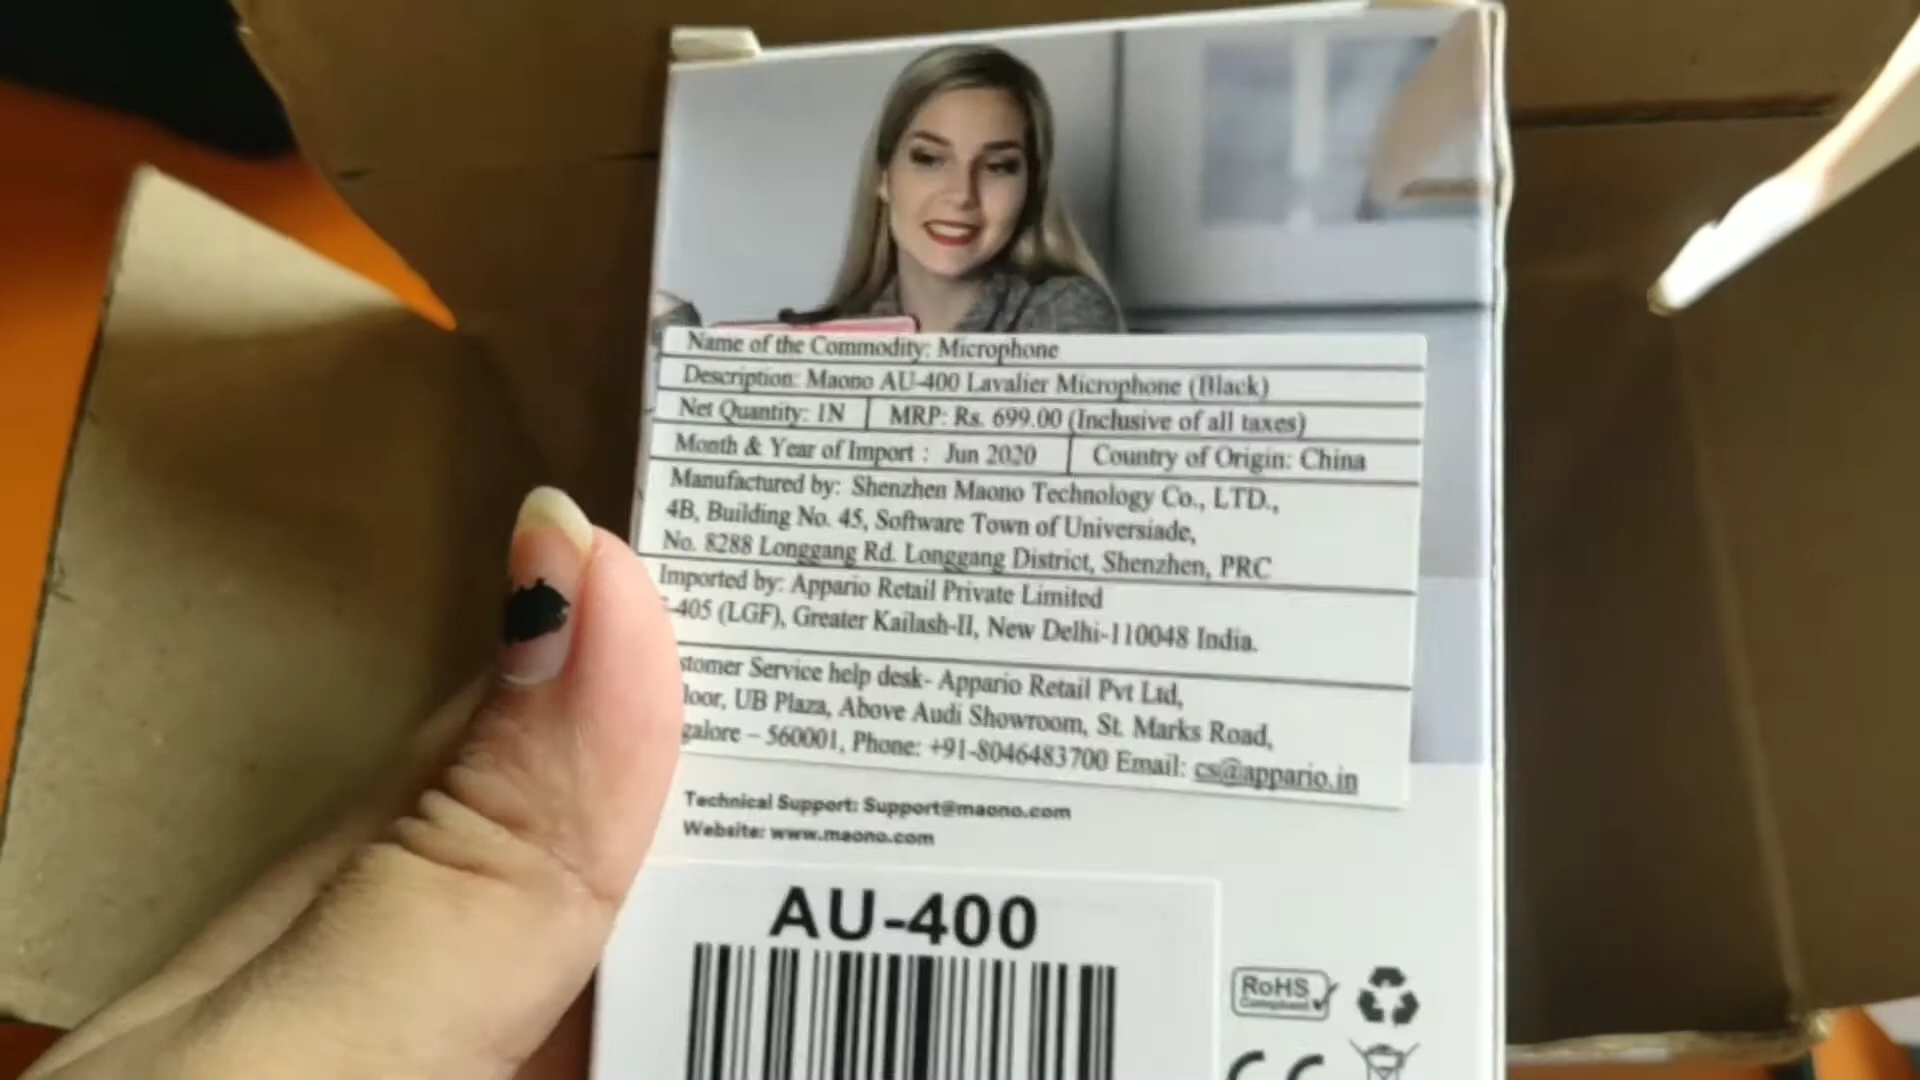 Name of the Commodity: Microphone
Description: Maono AU-400 Lavalier Microphone (Black)
Net Quantity: 1N MRP: Rs. 699.00 (Inclusive of all taxes)
Month & Year of Import : Jun 2020 Country of Origin: China
Manufactured by: Shenzhen Maono Technology Co., LTD.,
4B, Building No. 45, Software Town of Universiade,
No. 8288 Longgang Rd. Longgang District, Shenzhen, PRC
Imported by: Appario Retail Private Limited
-405 (LGF), Greater Kailash-II, New Delhi-110048 India.
stomer Service help desk- Appario Retail Pvt Ltd,
loor, UB Plaza, Above Audi Showroom, St. Marks Road,
galore – 560001, Phone: +91-8046483700 Email: cs@appario.in
Technical Support: Support@maono.com
Website: www.maono.com
AU-400
RoHS
Compliant
CE